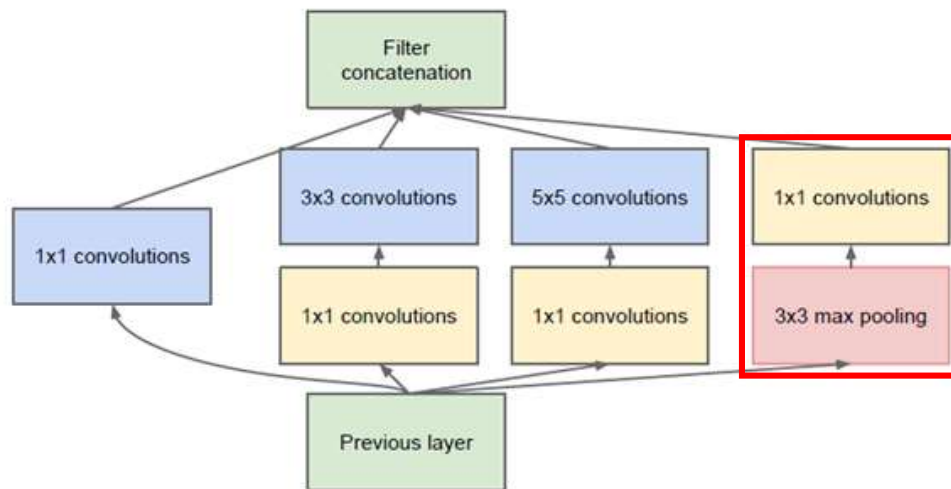 Filter
concatenation
3x3 convolutions
5x5 convolutions
1x1 convolutions
1x1 convolutions
1x1 convolutions
1x1 convolutions
3x3 max pooling
Previous layer